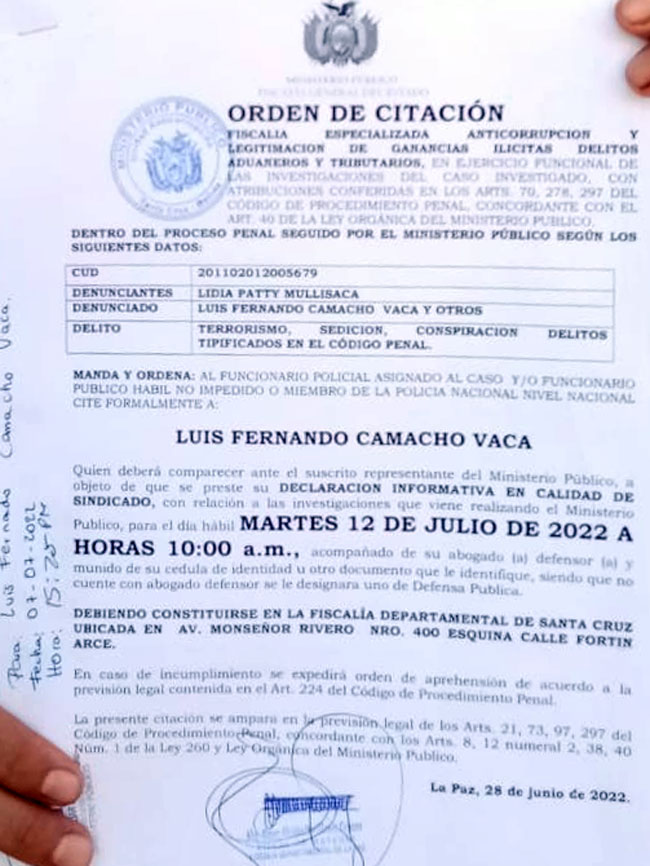 MINISTERIO PÚBLICO
FISCALÍA GENERAL DEL ESTADO
ORDEN DE CITACIÓN
FISCALIA ESPECIALIZADA ANTICORRUPCION Y
LEGITIMACION DE GANANCIAS ILICITAS DELITOS
ADUANEROS Y TRIBUTARIOS, EN EJERCICIO FUNCIONAL DE
LAS INVESTIGACIONES DEL CASO INVESTIGADO, CON
ATRIBUCIONES CONFERIDAS EN LOS ARTS. 70, 278, 297 DEL
CÓDIGO DE PROCEDIMIENTO PENAL, CONCORDANTE CON EL
ART. 40 DE LA LEY ORGÁNICA DEL MINISTERIO PUBLICO.
DENTRO DEL PROCESO PENAL SEGUIDO POR EL MINISTERIO PÚBLICO SEGÚN LOS
SIGUIENTES DATOS:
CUD 201102012005679
DENUNCIANTES LIDIA PATTY MULLISACA
DENUNCIADO LUIS FERNANDO CAMACHO VACA Y OTROS
DELITO TERRORISMO, SEDICION, CONSPIRACION DELITOS
TIPIFICADOS EN EL CÓDIGO PENAL.
MANDA Y ORDENA: AL FUNCIONARIO POLICIAL ASIGNADO AL CASO Y/O FUNCIONARIO
PUBLICO HABIL NO IMPEDIDO O MIEMBRO DE LA POLICIA NACIONAL NIVEL NACIONAL
CITE FORMALMENTE A:
LUIS FERNANDO CAMACHO VACA
Quien deberá comparecer ante el suscrito representante del Ministerio Público, a
objeto de que se preste su DECLARACION INFORMATIVA EN CALIDAD DE
SINDICADO, con relación a las investigaciones que viene realizando el Ministerio
Publico, para el día hábil MARTES 12 DE JULIO DE 2022 A
HORAS 10:00 a.m., acompañado de su abogado (a) defensor (a) y
munido de su cedula de identidad u otro documento que le identifique, siendo que no
cuente con abogado defensor se le designara uno de Defensa Publica.
DEBIENDO CONSTITUIRSE EN LA FISCALÍA DEPARTAMENTAL DE SANTA CRUZ
UBICADA EN AV. MONSEÑOR RIVERO NRO. 400 ESQUINA CALLE FORTIN
ARCE.
En caso de incumplimiento se expedirá orden de aprehensión de acuerdo a la
previsión legal contenida en el Art. 224 del Código de Procedimiento Penal.
La presente citación se ampara en la previsión legal de los Arts. 21, 73, 97, 297 del
Código de Procedimiento Penal, concordante con los Arts. 8, 12 numeral 2, 38, 40
Núm. 1 de la Ley 260 y Ley Orgánica del Ministerio Publico.
La Paz, 28 de junio de 2022.
MINISTERIO PÚBLICO
Para: Luis Fernado Camacho Vaca.
Fecha: 07-07-2022
Hora: 15:25 PM